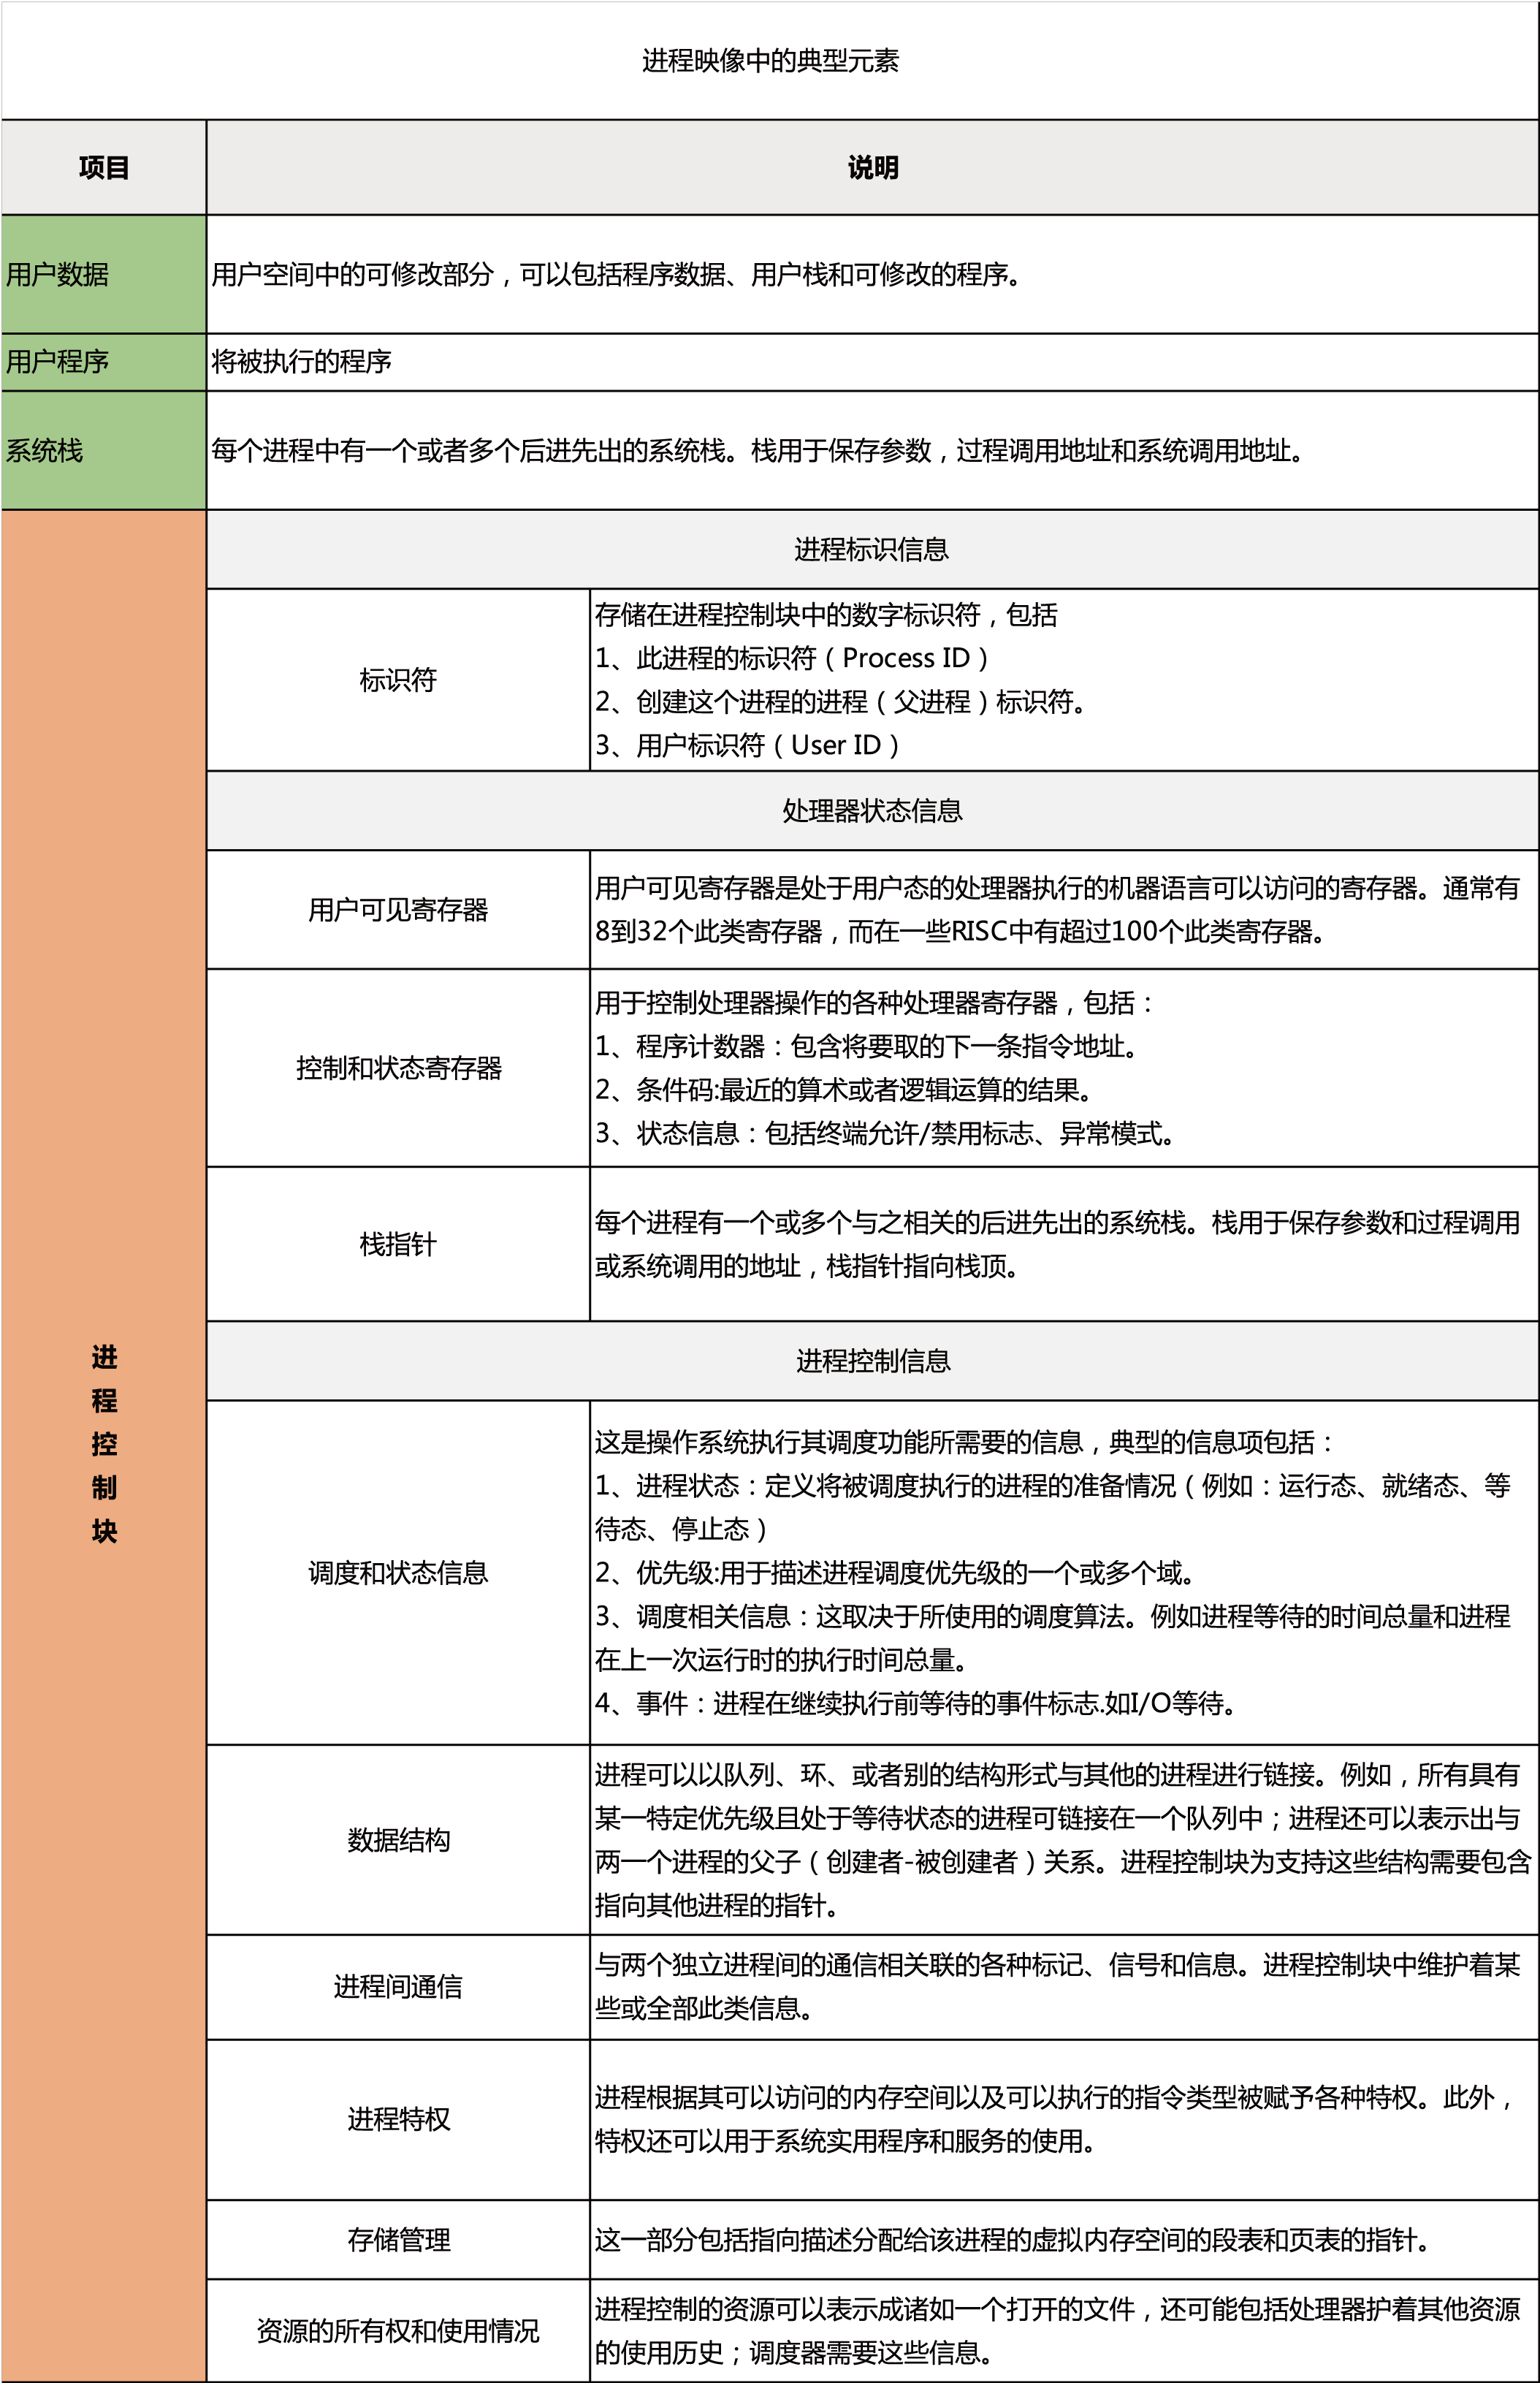 进程映像中的典型元素
项目
说明
用户数据
用户空间中的可修改部分，可以包括程序数据、用户栈和可修改的程序。
用户程序
将被执行的程序
系统栈
每个进程中有一个或者多个后进先出的系统栈。栈用于保存参数，过程调用地址和系统调用地址。
进
程
控
制
块
进程标识信息
标识符
存储在进程控制块中的数字标识符，包括
1、此进程的标识符（Process ID）
2、创建这个进程的进程（父进程）标识符。
3、用户标识符（User ID）
处理器状态信息
用户可见寄存器
用户可见寄存器是处于用户态的处理器执行的机器语言可以访问的寄存器。通常有
8到32个此类寄存器，而在一些RISC中有超过100个此类寄存器。
控制和状态寄存器
用于控制处理器操作的各种处理器寄存器，包括：
1、程序计数器：包含将要取的下一条指令地址。
2、条件码:最近的算术或者逻辑运算的结果。
3、状态信息：包括终端允许/禁用标志、异常模式。
栈指针
每个进程有一个或多个与之相关的后进先出的系统栈。栈用于保存参数和过程调用
或系统调用的地址，栈指针指向栈顶。
进程控制信息
调度和状态信息
这是操作系统执行其调度功能所需要的信息，典型的信息项包括：
1、进程状态：定义将被调度执行的进程的准备情况（例如：运行态、就绪态、等
待态、停止态）
2、优先级:用于描述进程调度优先级的一个或多个域。
3、调度相关信息：这取决于所使用的调度算法。例如进程等待的时间总量和进程
在上一次运行时的执行时间总量。
4、事件：进程在继续执行前等待的事件标志.如I/O等待。
数据结构
进程可以以队列、环、或者别的结构形式与其他的进程进行链接。例如，所有具有
某一特定优先级且处于等待状态的进程可链接在一个队列中；进程还可以表示出与
两一个进程的父子（创建者-被创建者）关系。进程控制块为支持这些结构需要包含
指向其他进程的指针。
进程间通信
与两个独立进程间的通信相关联的各种标记、信号和信息。进程控制块中维护着某
些或全部此类信息。
进程特权
进程根据其可以访问的内存空间以及可以执行的指令类型被赋予各种特权。此外，
特权还可以用于系统实用程序和服务的使用。
存储管理
这一部分包括指向描述分配给该进程的虚拟内存空间的段表和页表的指针。
资源的所有权和使用情况
进程控制的资源可以表示成诸如一个打开的文件，还可能包括处理器护着其他资源
的使用历史；调度器需要这些信息。